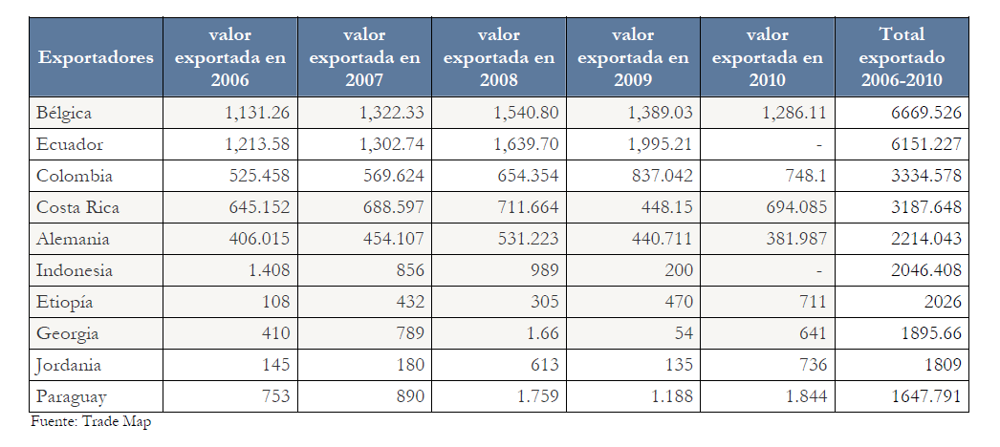 Exportadores valor exportada en 2006 valor exportada en 2007 valor exportada en 2008 valor exportada en 2009 valor exportada en 2010 Total exportado 2006-2010
Bélgica 1,131.26 1,322.33 1,540.80 1,389.03 1,286.11 6669.526
Ecuador 1,213.58 1,302.74 1,639.70 1,995.21 - 6151.227
Colombia 525.458 569.624 654.354 837.042 748.1 3334.578
Costa Rica 645.152 688.597 711.664 448.15 694.085 3187.648
Alemania 406.015 454.107 531.223 440.711 381.987 2214.043
Indonesia 1.408 856 989 200 - 2046.408
Etiopía 108 432 305 470 711 2026
Georgia 410 789 1.66 54 641 1895.66
Jordania 145 180 613 135 736 1809
Paraguay 753 890 1.759 1.188 1.844 1647.791
Fuente: Trade Map